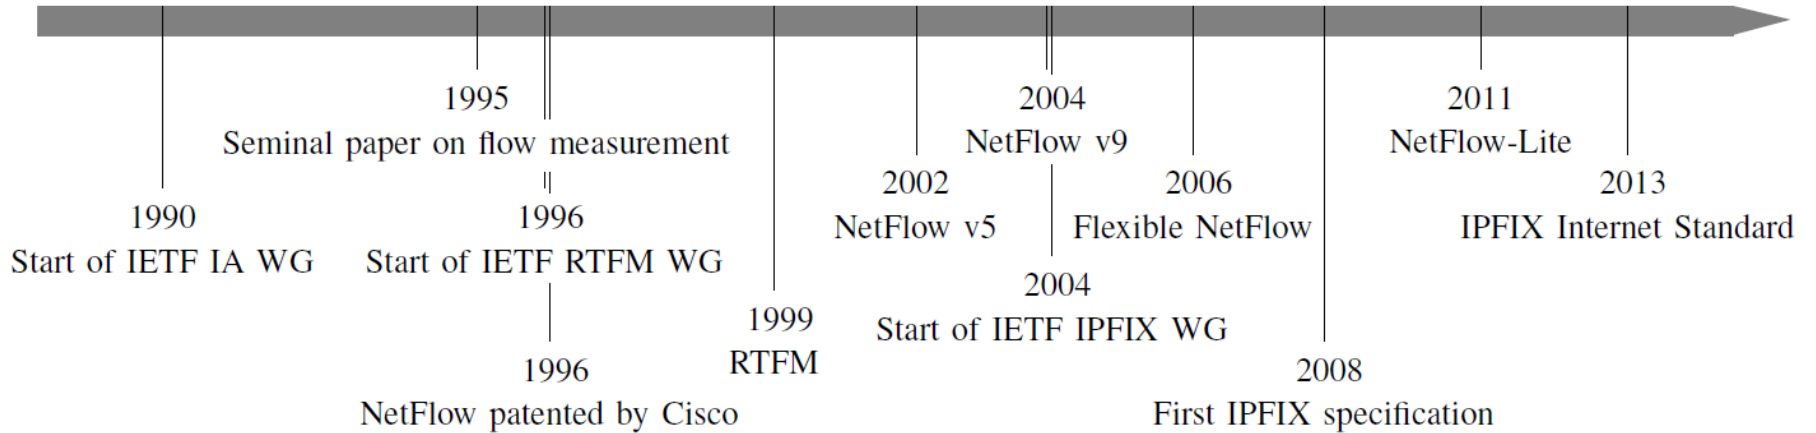 1990
Start of IETF IA WG
1995
Seminal paper on flow measurement
1996
Start of IETF RTFM WG
1996
NetFlow patented by Cisco
1999
RTFM
2002
NetFlow v5
2004
NetFlow v9
2004
Start of IETF IPFIX WG
2006
Flexible NetFlow
2008
First IPFIX specification
2011
NetFlow-Lite
2013
IPFIX Internet Standard